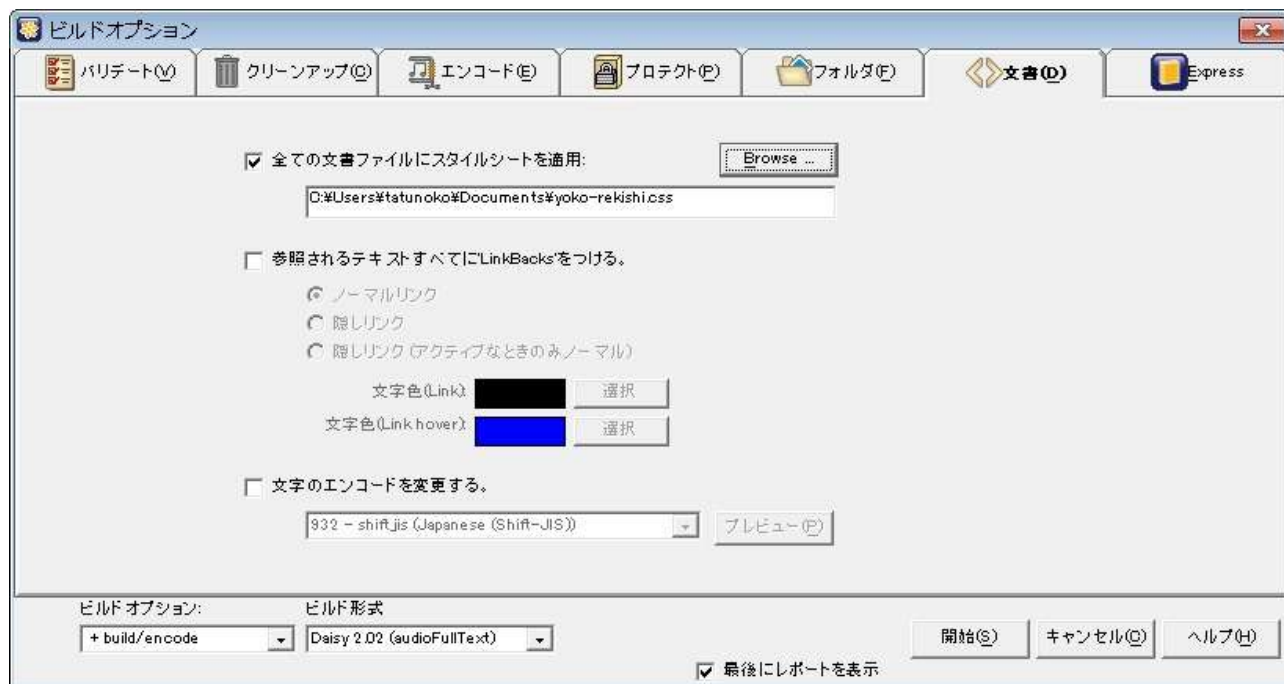 ビルドオプション
バリデート(V) クリーンアップ(C) エンコード(E) プロテクト(P) フォルダ(F) 文書(D) Express
全ての文書ファイルにスタイルシートを適用: Browse ...
C:¥Users¥tatunoko¥Documents¥yoko-rekishi.css
参照されるテキストすべてに'LinkBacks'をつける。
ノーマルリンク
隠しリンク
隠しリンク (アクティブなときのみノーマル)
文字色(Link): 選択
文字色(Link hover): 選択
文字のエンコードを変更する。
932 - shift_jis (Japanese (Shift-JIS)) プレビュー(P)
ビルドオプション: ビルド形式
+ build/encode Daisy 2.02 (audioFullText) 開始(S) キャンセル(C) ヘルプ(H)
最後にレポートを表示